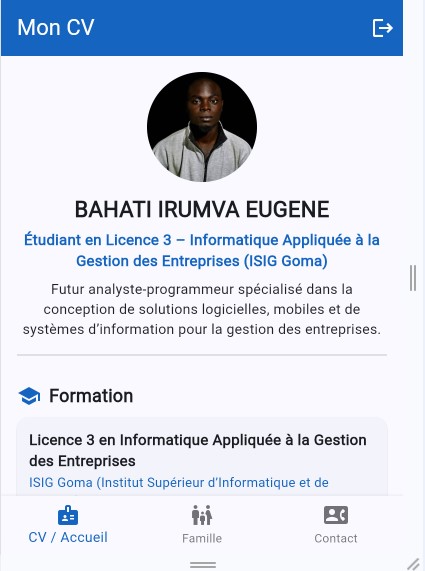 Mon CV
BAHATI IRUMVA EUGENE
Étudiant en Licence 3 – Informatique Appliquée à la
Gestion des Entreprises (ISIG Goma)
Futur analyste-programmeur spécialisé dans la
conception de solutions logicielles, mobiles et de
systèmes d’information pour la gestion des entreprises.
Formation
Licence 3 en Informatique Appliquée à la Gestion
des Entreprises
ISIG Goma (Institut Supérieur d’Informatique et de
CV / Accueil
Famille
Contact